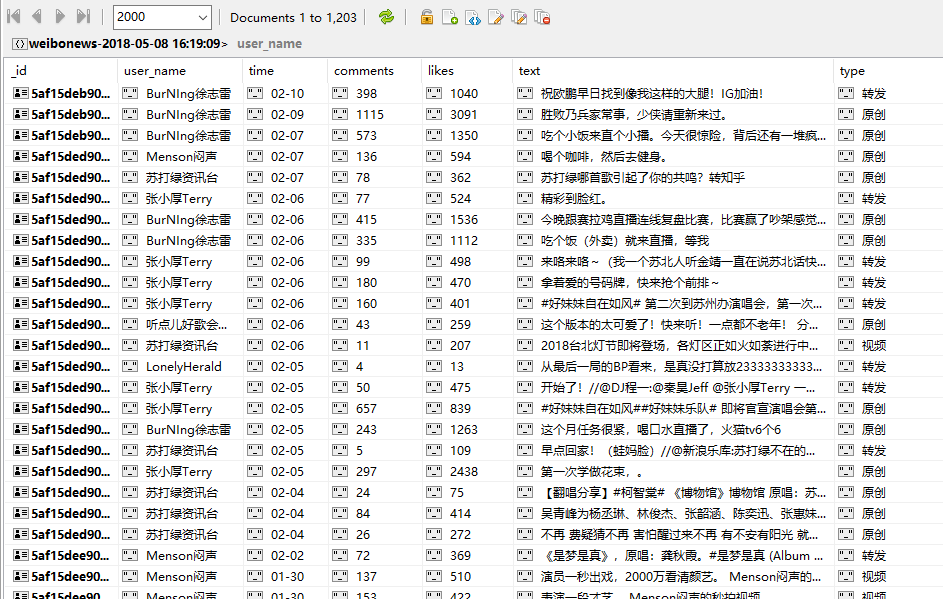 2000 Documents 1 to 1,203
weibonews-2018-05-08 16:19:09> user_name
_id user_name time comments likes text type
5af15deb90... BurNIng徐志雷 02-10 398 1040 祝欧鹏早日找到像我这样的大腿！IG加油！ 转发
5af15deb90... BurNIng徐志雷 02-09 1115 3091 胜败乃兵家常事，少侠请重新来过。 原创
5af15deb90... BurNIng徐志雷 02-07 573 1350 吃个小饭来直个小播。今天很惊险，背后还有一堆疯... 原创
5af15ded90... Menson闷声 02-07 136 594 喝个咖啡，然后去健身。 原创
5af15ded90... 苏打绿资讯台 02-07 78 362 苏打绿哪首歌引起了你的共鸣？转知乎 原创
5af15ded90... 张小厚Terry 02-06 77 524 精彩到脸红。 转发
5af15ded90... BurNIng徐志雷 02-06 415 1536 今晚跟赛拉鸡直播连线复盘比赛，比赛赢了吵架感觉... 原创
5af15ded90... BurNIng徐志雷 02-06 335 1112 吃个饭（外卖）就来直播，等我 原创
5af15ded90... 张小厚Terry 02-06 99 498 来咯来咯～（我一个苏北人听金靖一直在说苏北话快... 转发
5af15ded90... 张小厚Terry 02-06 180 470 拿着爱的号码牌，快来抢个前排～ 转发
5af15ded90... 张小厚Terry 02-06 160 401 #好妹妹自在如风# 第二次到苏州办演唱会，第一次... 转发
5af15ded90... 听点儿好歌会... 02-06 43 259 这个版本的太可爱了！快来听！一点都不老年！ 分... 原创
5af15ded90... 苏打绿资讯台 02-06 11 207 2018台北灯节即将登场，各灯区正如火如荼进行中... 视频
5af15ded90... LonelyHerald 02-05 4 13 从最后一局的BP看来，是真没打算放23333333333... 转发
5af15ded90... 张小厚Terry 02-05 50 475 开始了！//@DJ程一:@秦昊Jeff @张小厚Terry 一... 转发
5af15ded90... 张小厚Terry 02-05 657 839 #好妹妹自在如风##好妹妹乐队# 即将官宣演唱会第... 原创
5af15ded90... BurNIng徐志雷 02-05 243 1263 这个月任务很紧，喝口水直播了，火猫tv6个6 原创
5af15ded90... 苏打绿资讯台 02-05 5 109 早点回家！（蛙妈脸）//@新浪乐库:苏打绿不在的... 转发
5af15ded90... 张小厚Terry 02-05 297 2438 第一次学做花束，。 原创
5af15ded90... 苏打绿资讯台 02-04 24 75 【翻唱分享】#柯智棠# 《博物馆》博物馆 原唱：苏... 原创
5af15ded90... 苏打绿资讯台 02-04 84 414 吴青峰为杨丞琳、林俊杰、张韶涵、陈奕迅、张惠妹... 原创
5af15ded90... 苏打绿资讯台 02-04 26 272 不再 费疑猜不再 害怕醒过来不再 有不安有阳光 就... 原创
5af15dee90... Menson闷声 02-02 72 369 《是梦是真》，原唱：龚秋霞。#是梦是真 (Album ... 转发
5af15dee90... Menson闷声 01-30 137 510 演员一秒出戏，2000万看清颜艺。 Menson闷声的... 视频
5af15dee90... Menson闷声 01-30 153 422 表演一段才艺。 Menson闷声的秒拍视频 视频